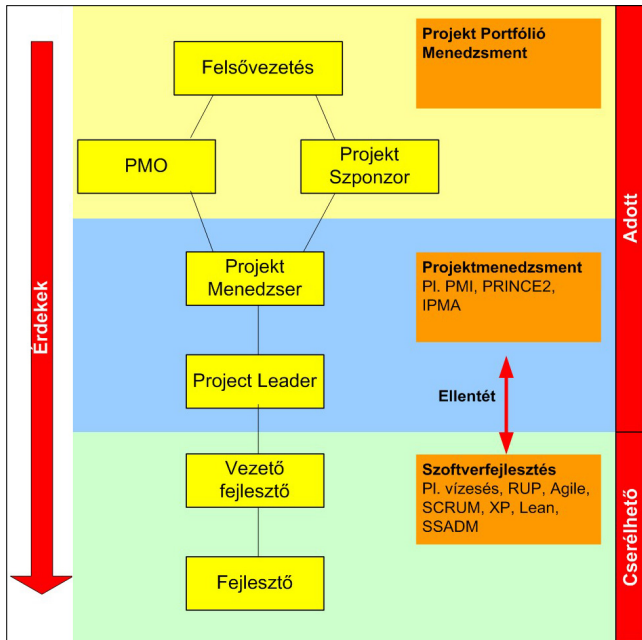 Érdekek
Felsővezetés
PMO
Projekt
Szponzor
Projekt
Menedzser
Project Leader
Vezető
fejlesztő
Fejlesztő
Projekt Portfólió
Menedzsment
Projektmenedzsment
Pl. PMI, PRINCE2,
IPMA
Ellentét
Szoftverfejlesztés
Pl. vízesés, RUP, Agile,
SCRUM, XP, Lean,
SSADM
Adott
Cserélhető